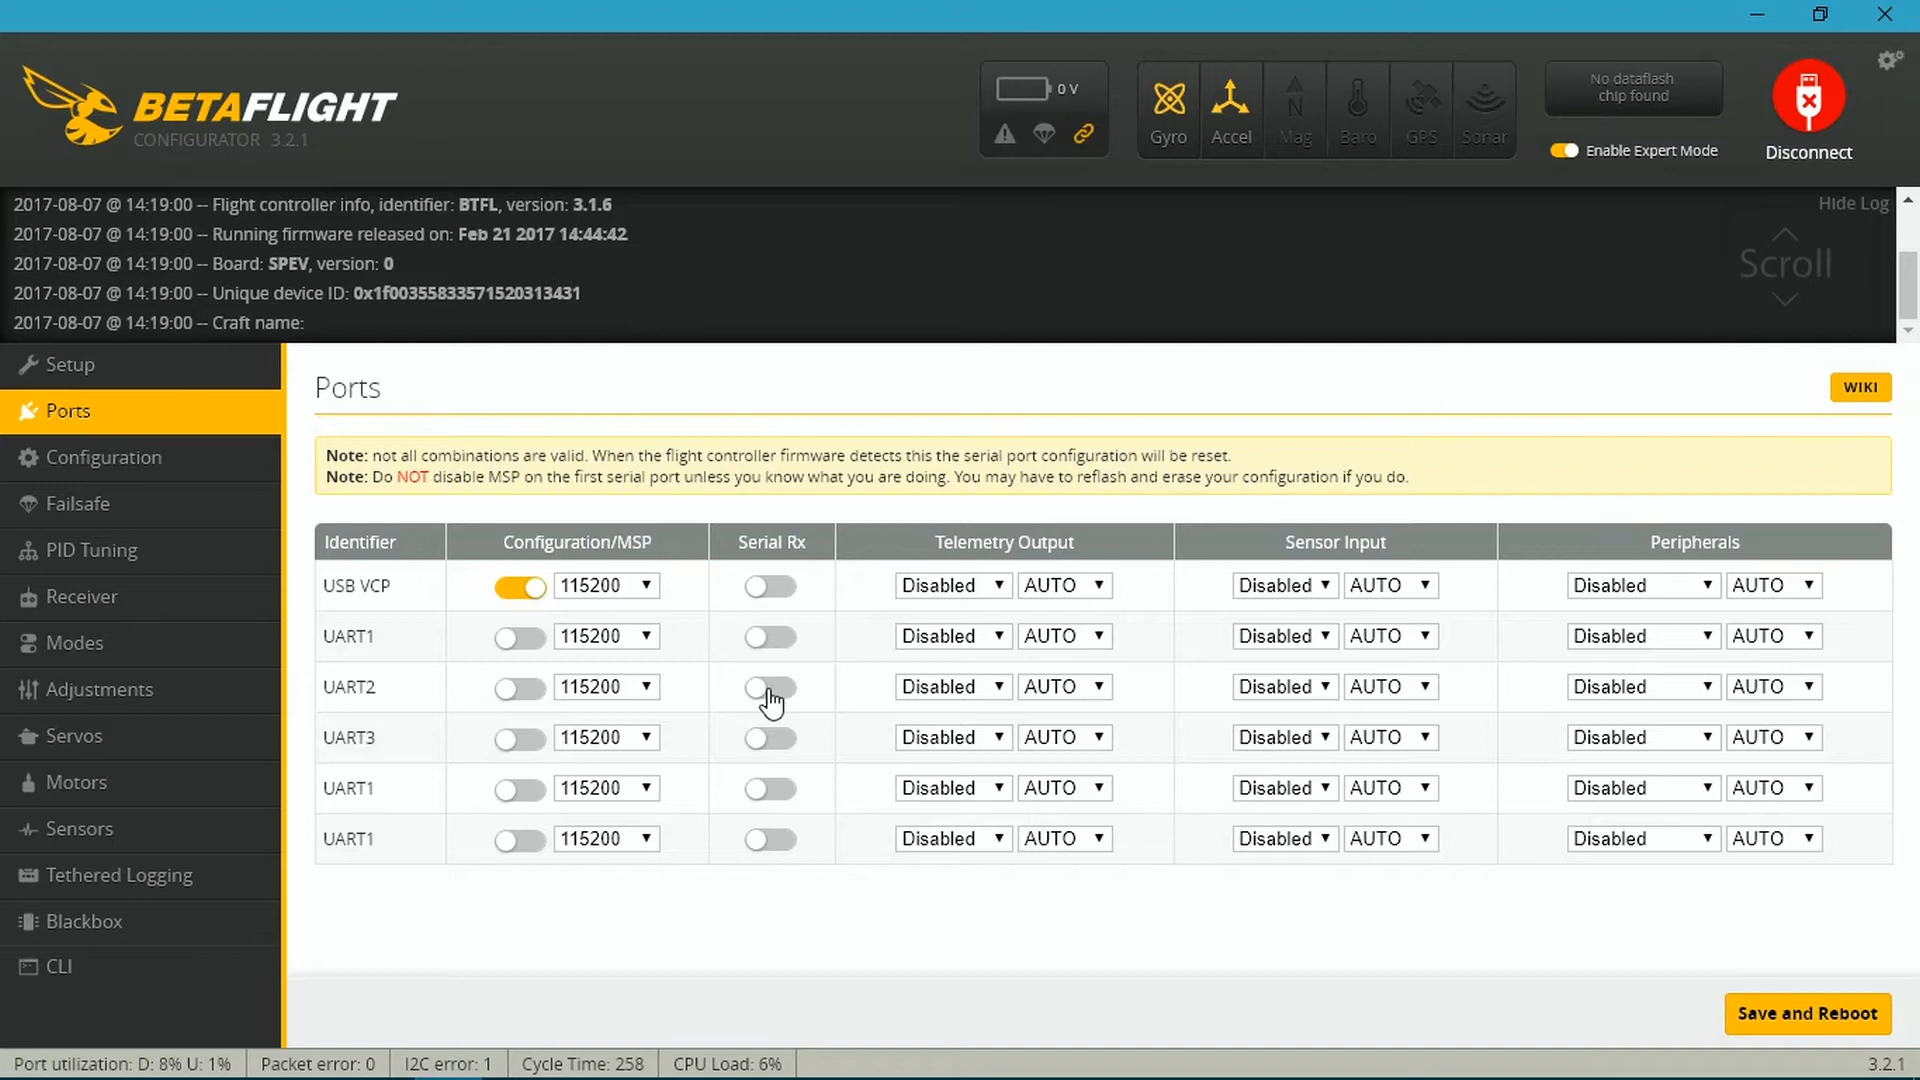 BETAFLIGHT
CONFIGURATOR 3.2.1
0 V
Gyro
Accel
Mag
Baro
GPS
Sonar
No dataflash
chip found
Enable Expert Mode
Disconnect
2017-08-07 @ 14:19:00 -- Flight controller info, identifier: BTFL, version: 3.1.6
2017-08-07 @ 14:19:00 -- Running firmware released on: Feb 21 2017 14:44:42
2017-08-07 @ 14:19:00 -- Board: SPEV, version: 0
2017-08-07 @ 14:19:00 -- Unique device ID: 0x1f00355833571520313431
2017-08-07 @ 14:19:00 -- Craft name:
Hide Log
Scroll
Setup
Ports
Configuration
Failsafe
PID Tuning
Receiver
Modes
Adjustments
Servos
Motors
Sensors
Tethered Logging
Blackbox
CLI
Ports
WIKI
Note: not all combinations are valid. When the flight controller firmware detects this the serial port configuration will be reset.
Note: Do NOT disable MSP on the first serial port unless you know what you are doing. You may have to reflash and erase your configuration if you do.
Identifier Configuration/MSP Serial Rx Telemetry Output Sensor Input Peripherals
USB VCP 115200 Disabled AUTO Disabled AUTO Disabled AUTO
UART1 115200 Disabled AUTO Disabled AUTO Disabled AUTO
UART2 115200 Disabled AUTO Disabled AUTO Disabled AUTO
UART3 115200 Disabled AUTO Disabled AUTO Disabled AUTO
UART1 115200 Disabled AUTO Disabled AUTO Disabled AUTO
UART1 115200 Disabled AUTO Disabled AUTO Disabled AUTO
Save and Reboot
Port utilization: D: 8% U: 1% Packet error: 0 I2C error: 1 Cycle Time: 258 CPU Load: 6% 3.2.1